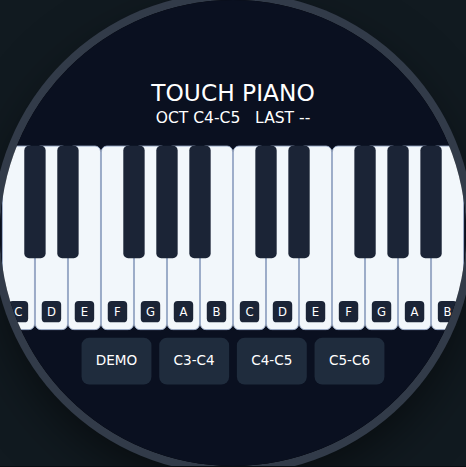 TOUCH PIANO
OCT C4-C5 LAST --
C D E F G A B C D E F G A B
DEMO C3-C4 C4-C5 C5-C6